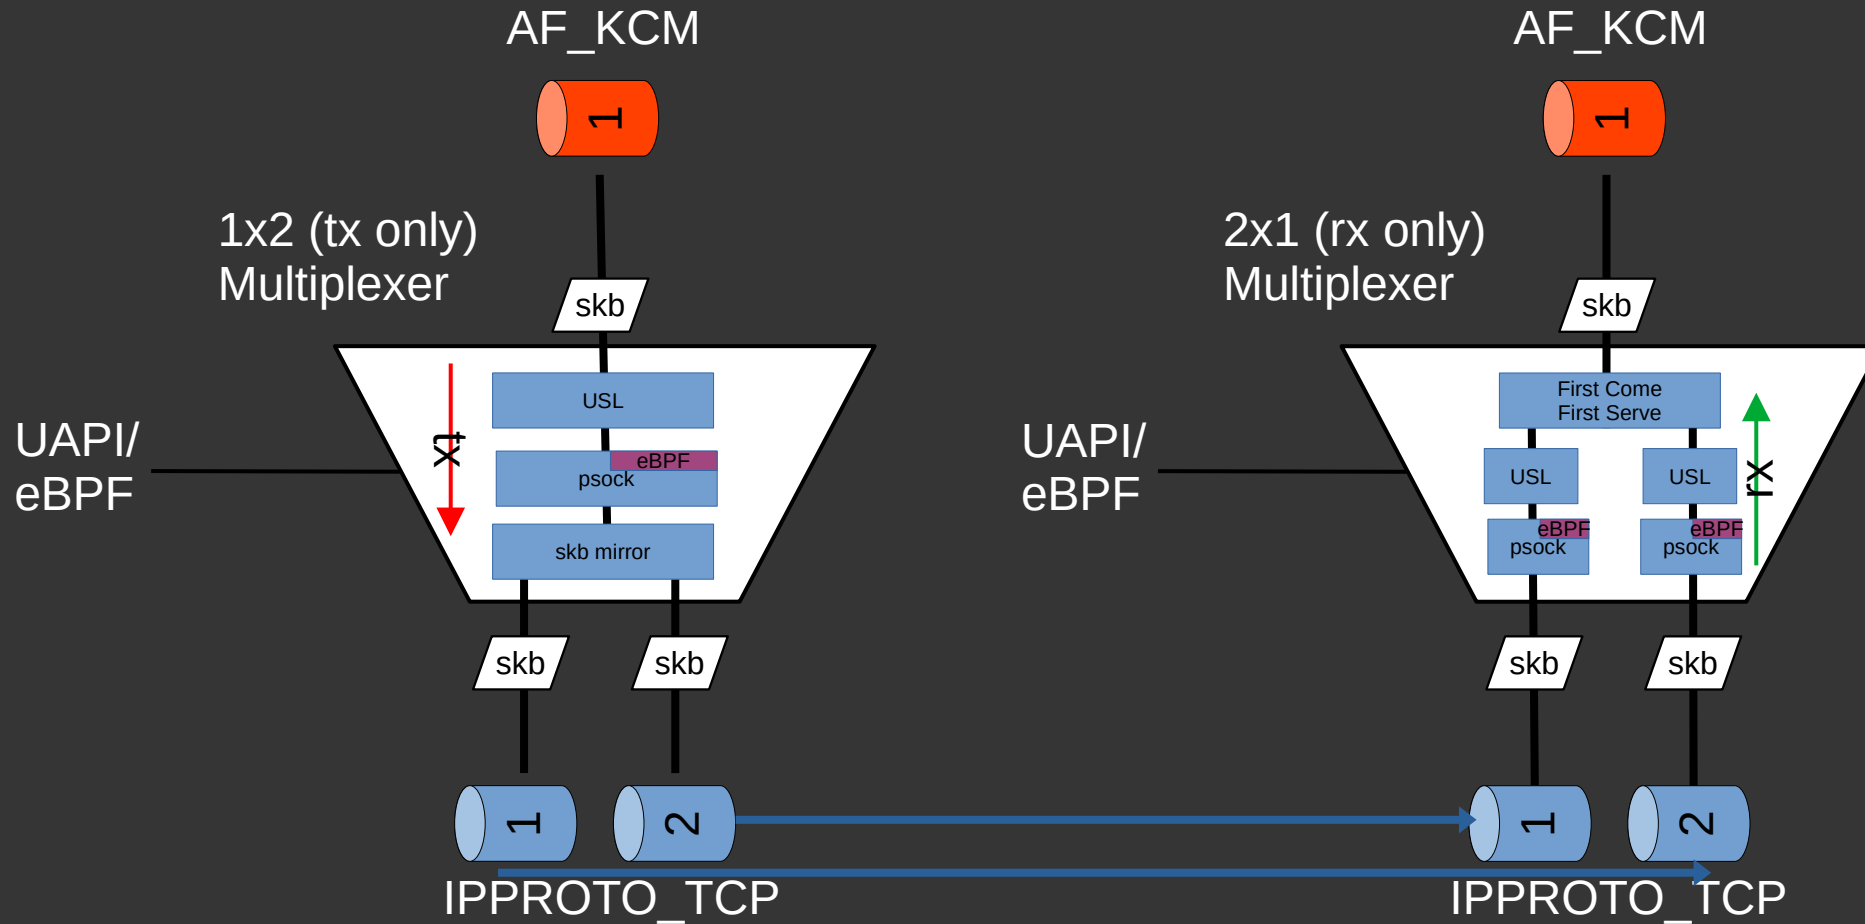 AF_KCM
1
1x2 (tx only)
Multiplexer
skb
USL
tx
eBPF
psock
skb mirror
UAPI/
eBPF
skb
skb
1
2
IPPROTO_TCP
AF_KCM
1
2x1 (rx only)
Multiplexer
skb
First Come
First Serve
USL
USL
rx
eBPF
psock
eBPF
psock
UAPI/
eBPF
skb
skb
1
2
IPPROTO_TCP